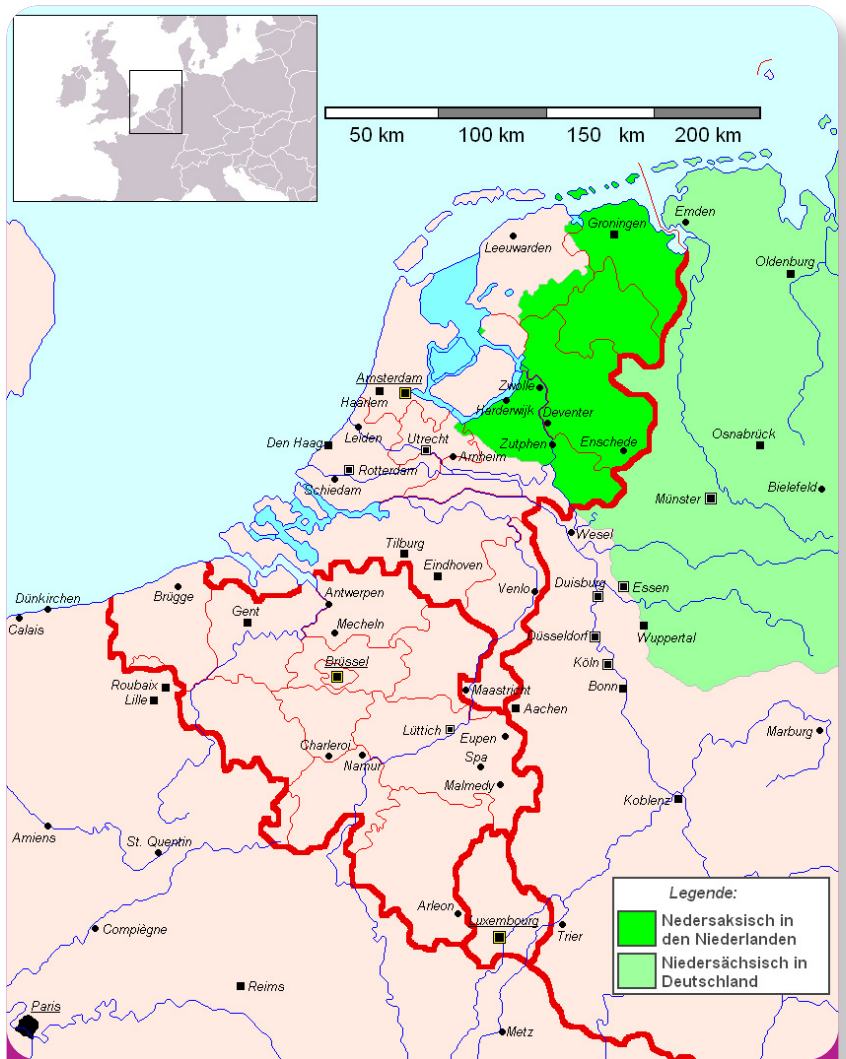 50 km
100 km
150 km
200 km
Groningen
Emden
Leeuwarden
Oldenburg
Amsterdam
Haarlem
Zwolle
Harderwijk
Deventer
Leiden
Utrecht
Zutphen
Enschede
Osnabrück
Den Haag
Arnheim
Rotterdam
Schiedam
Münster
Bielefeld
Wesel
Tilburg
Eindhoven
Venlo
Duisburg
Essen
Dünkirchen
Calais
Brügge
Antwerpen
Gent
Mecheln
Düsseldorf
Wuppertal
Brüssel
Köln
Roubaix
Lille
Maastricht
Bonn
Aachen
Lüttich
Eupen
Marburg
Charleroi
Namur
Spa
Malmedy
Koblenz
Amiens
St. Quentin
Arleon
Luxembourg
Trier
Compiègne
Reims
Paris
Metz
Legende:
Nedersaksisch in
den Niederlanden
Niedersächsisch in
Deutschland